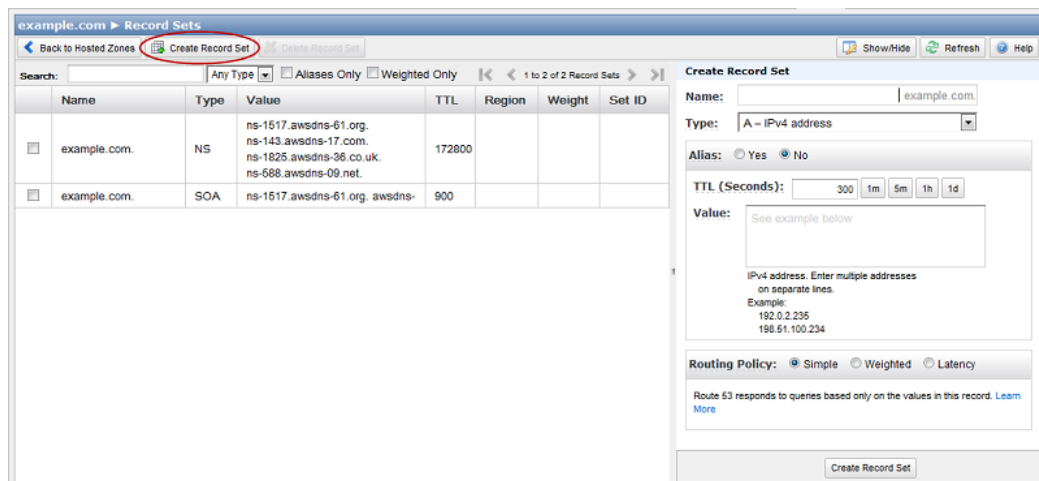 example.com ► Record Sets
Back to Hosted Zones
Create Record Set
Delete Record Set
Show/Hide
Refresh
Help
Search:
Any Type
Aliases Only
Weighted Only
1 to 2 of 2 Record Sets
Name Type Value TTL Region Weight Set ID
example.com. NS ns-1517.awsdns-61.org. 172800
ns-143.awsdns-17.com.
ns-1825.awsdns-36.co.uk.
ns-588.awsdns-09.net.
example.com. SOA ns-1517.awsdns-61.org. awsdns- 900
Create Record Set
Name: example.com.
Type: A – IPv4 address
Alias: Yes No
TTL (Seconds): 300 1m 5m 1h 1d
Value: See example below
IPv4 address. Enter multiple addresses
on separate lines.
Example:
192.0.2.235
198.51.100.234
Routing Policy: Simple Weighted Latency
Route 53 responds to queries based only on the values in this record. Learn
More
Create Record Set